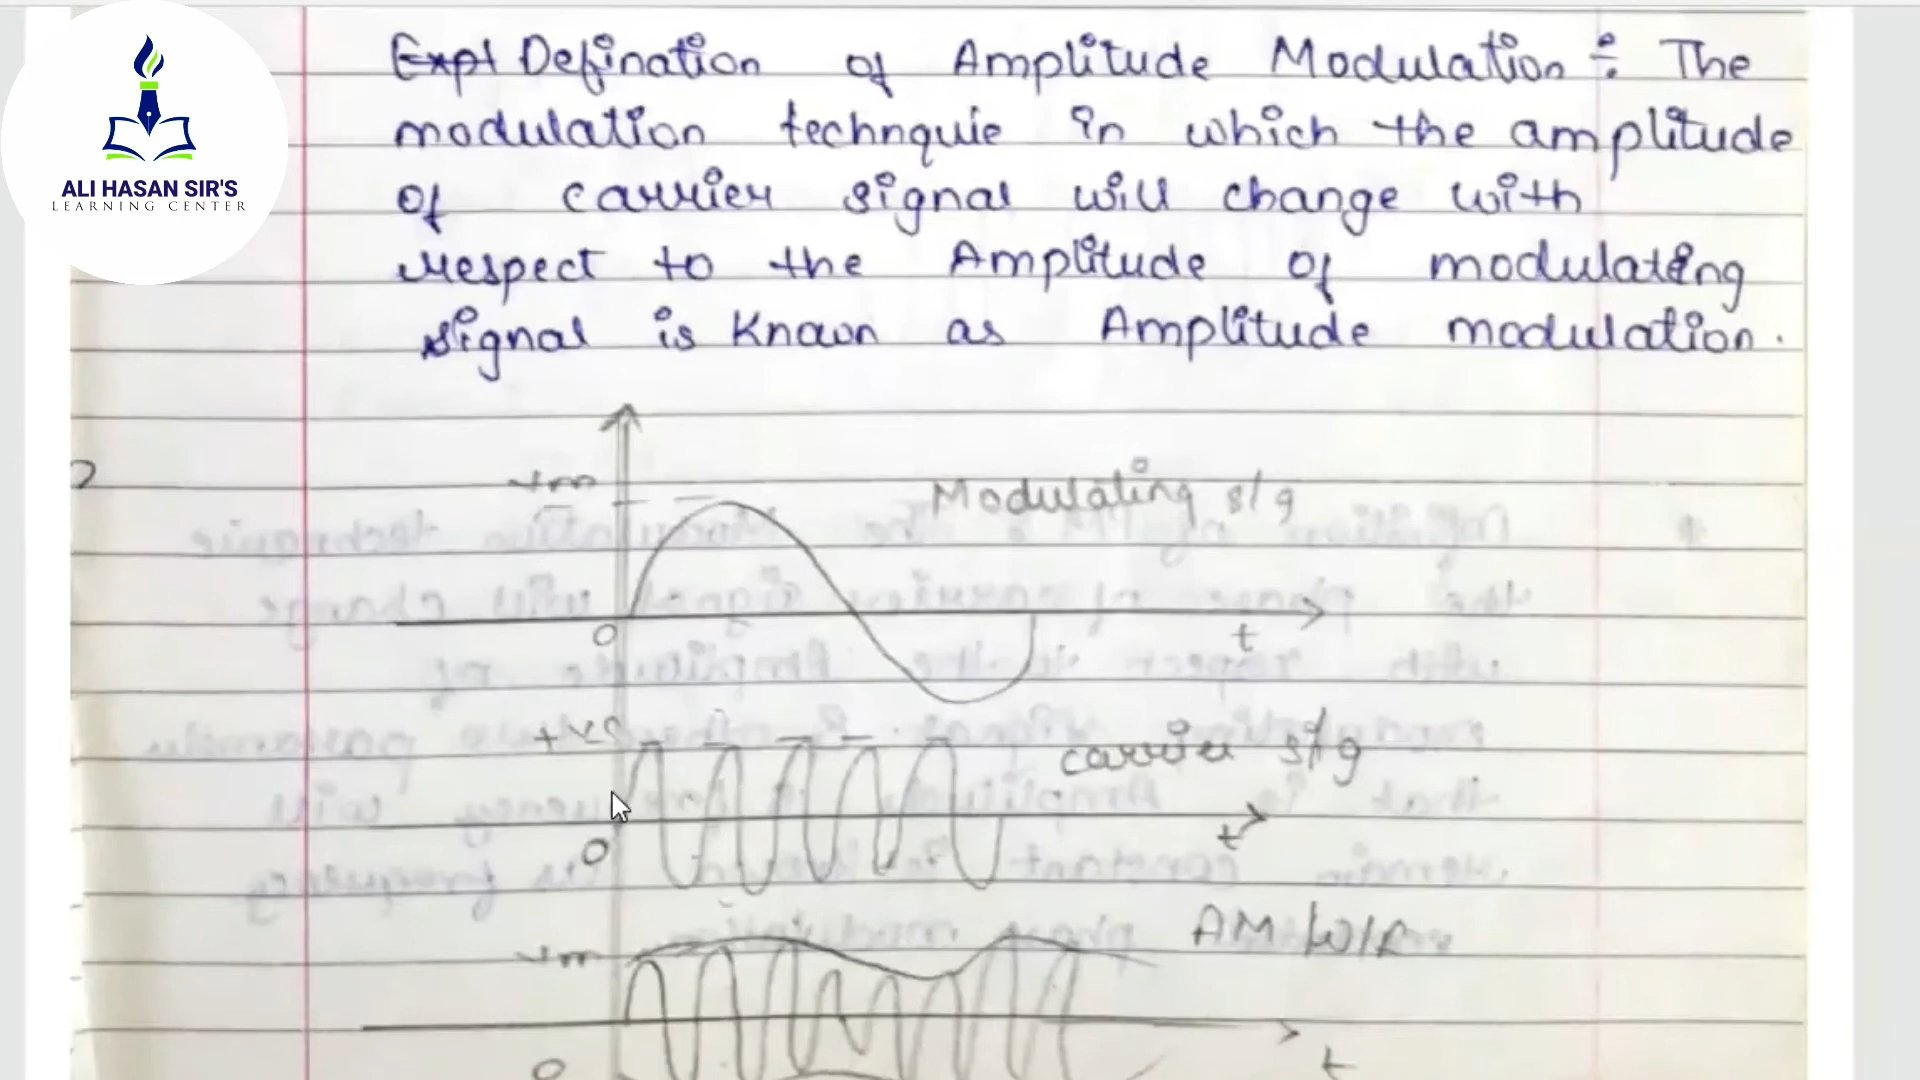 ALI HASAN SIR'S
LEARNING CENTER
Defination of Amplitude Modulation ÷ The
modulation technquie in which the amplitude
of carrier signal will change with
respect to the Amplitude of modulating
signal is Known as Amplitude modulation.
Modulating s/g
0
t
carrier s/g
0
t
AM
0
t